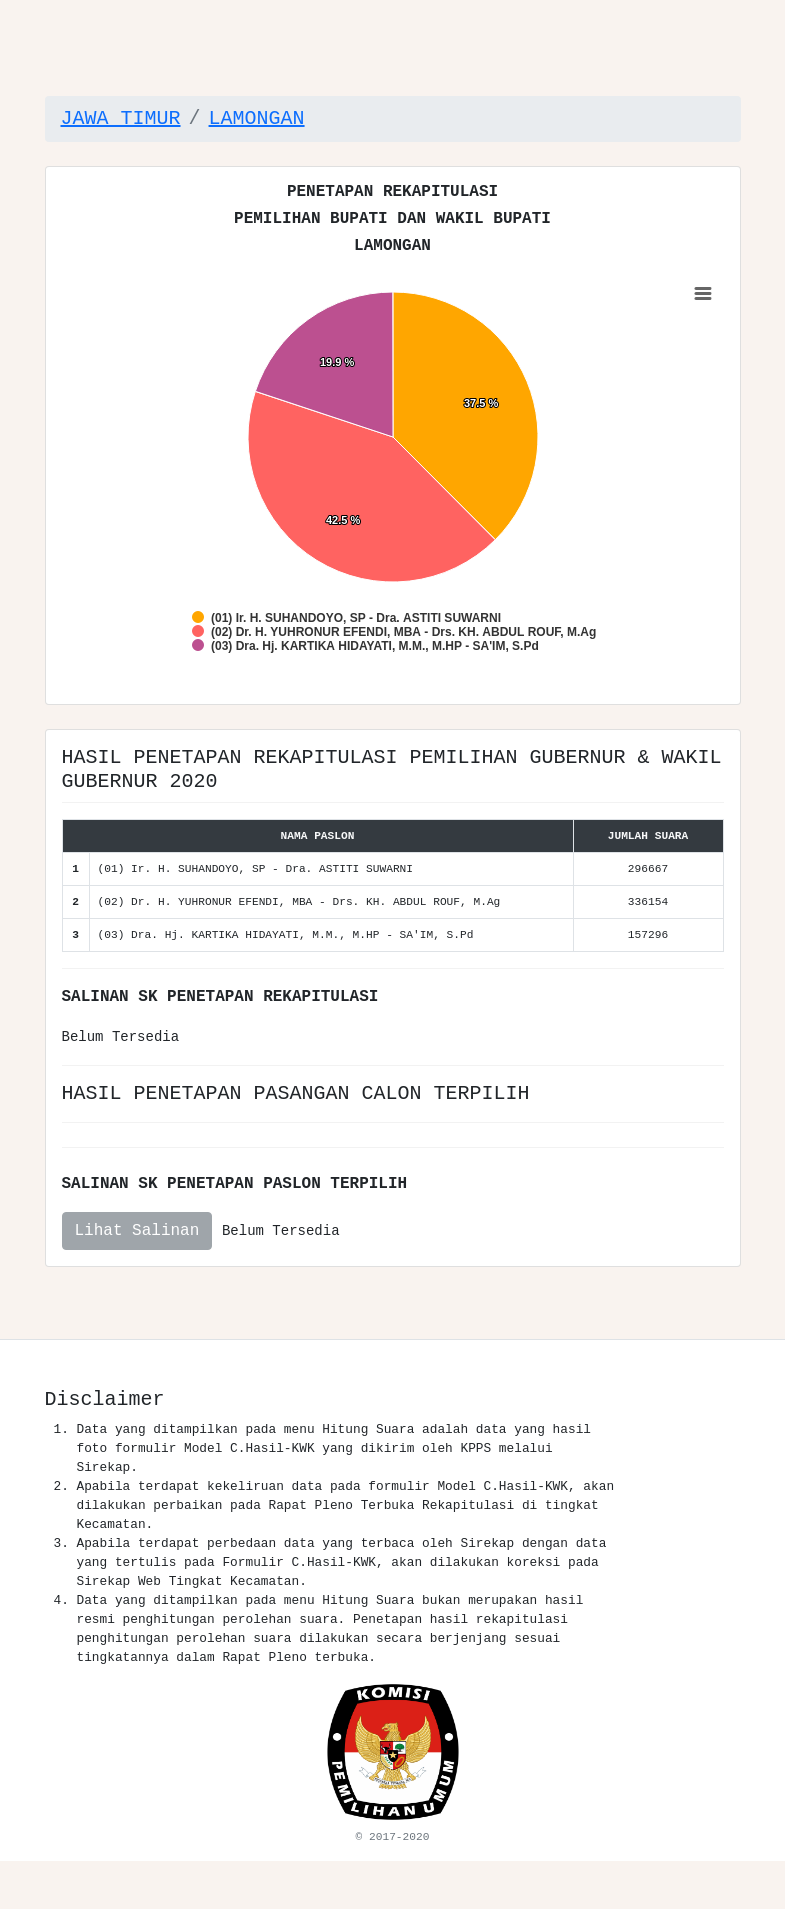 JAWA TIMUR / LAMONGAN
PENETAPAN REKAPITULASI
PEMILIHAN BUPATI DAN WAKIL BUPATI
LAMONGAN
19.9 %
37.5 %
42.5 %
(01) Ir. H. SUHANDOYO, SP - Dra. ASTITI SUWARNI
(02) Dr. H. YUHRONUR EFENDI, MBA - Drs. KH. ABDUL ROUF, M.Ag
(03) Dra. Hj. KARTIKA HIDAYATI, M.M., M.HP - SA'IM, S.Pd
HASIL PENETAPAN REKAPITULASI PEMILIHAN GUBERNUR & WAKIL
GUBERNUR 2020
NAMA PASLON JUMLAH SUARA
1 (01) Ir. H. SUHANDOYO, SP - Dra. ASTITI SUWARNI 296667
2 (02) Dr. H. YUHRONUR EFENDI, MBA - Drs. KH. ABDUL ROUF, M.Ag 336154
3 (03) Dra. Hj. KARTIKA HIDAYATI, M.M., M.HP - SA'IM, S.Pd 157296
SALINAN SK PENETAPAN REKAPITULASI
Belum Tersedia
HASIL PENETAPAN PASANGAN CALON TERPILIH
SALINAN SK PENETAPAN PASLON TERPILIH
Lihat Salinan Belum Tersedia
Disclaimer
1. Data yang ditampilkan pada menu Hitung Suara adalah data yang hasil
foto formulir Model C.Hasil-KWK yang dikirim oleh KPPS melalui
Sirekap.
2. Apabila terdapat kekeliruan data pada formulir Model C.Hasil-KWK, akan
dilakukan perbaikan pada Rapat Pleno Terbuka Rekapitulasi di tingkat
Kecamatan.
3. Apabila terdapat perbedaan data yang terbaca oleh Sirekap dengan data
yang tertulis pada Formulir C.Hasil-KWK, akan dilakukan koreksi pada
Sirekap Web Tingkat Kecamatan.
4. Data yang ditampilkan pada menu Hitung Suara bukan merupakan hasil
resmi penghitungan perolehan suara. Penetapan hasil rekapitulasi
penghitungan perolehan suara dilakukan secara berjenjang sesuai
tingkatannya dalam Rapat Pleno terbuka.
KOMISI
PEMILIHAN UMUM
© 2017-2020